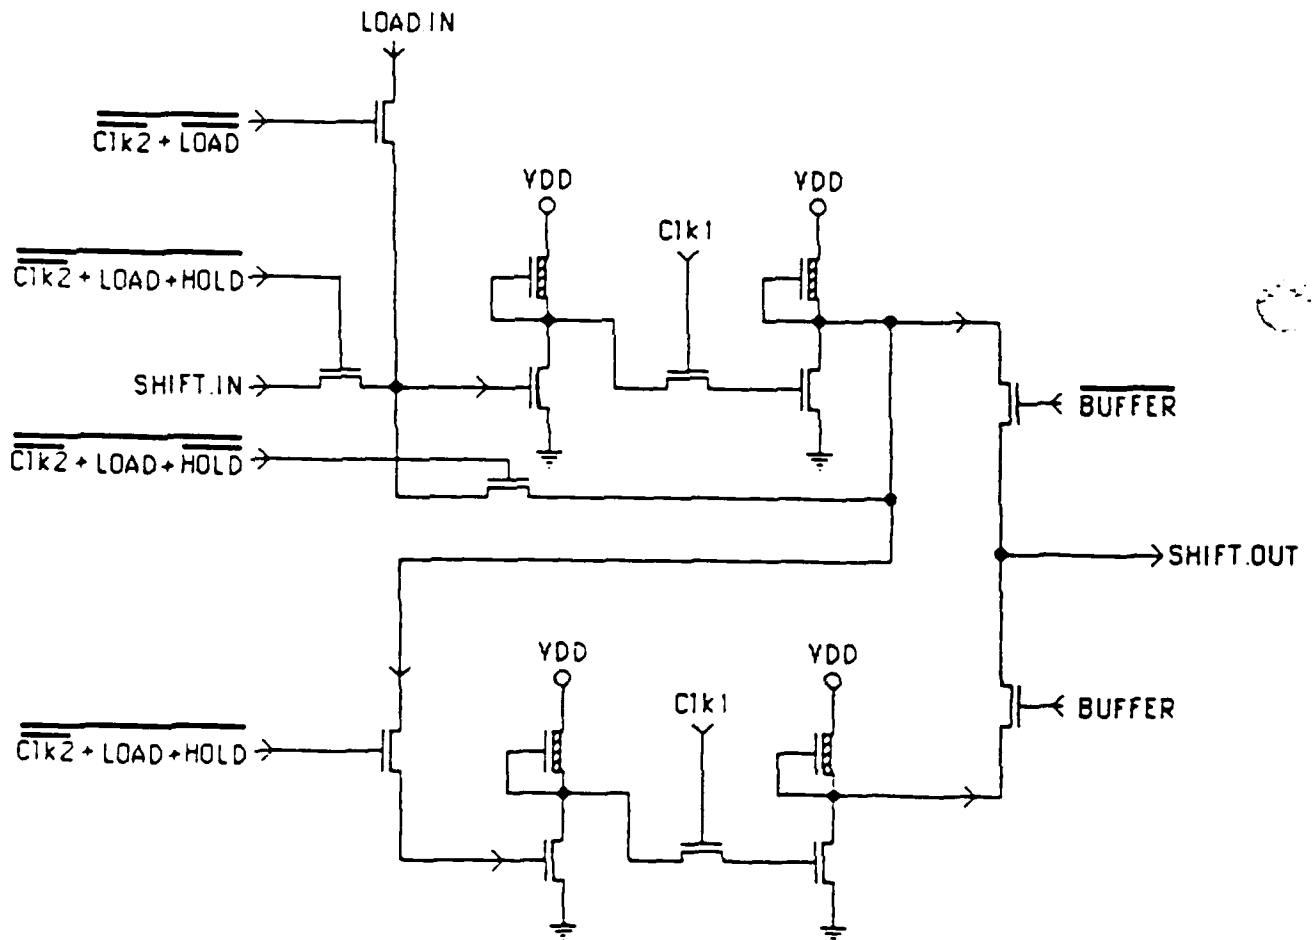 LOAD.IN
Clk2 + LOAD
VDD
VDD
Clk1
Clk2 + LOAD + HOLD
SHIFT.IN
BUFFER
Clk2 + LOAD + HOLD
SHIFT.OUT
VDD
VDD
Clk1
BUFFER
Clk2 + LOAD + HOLD